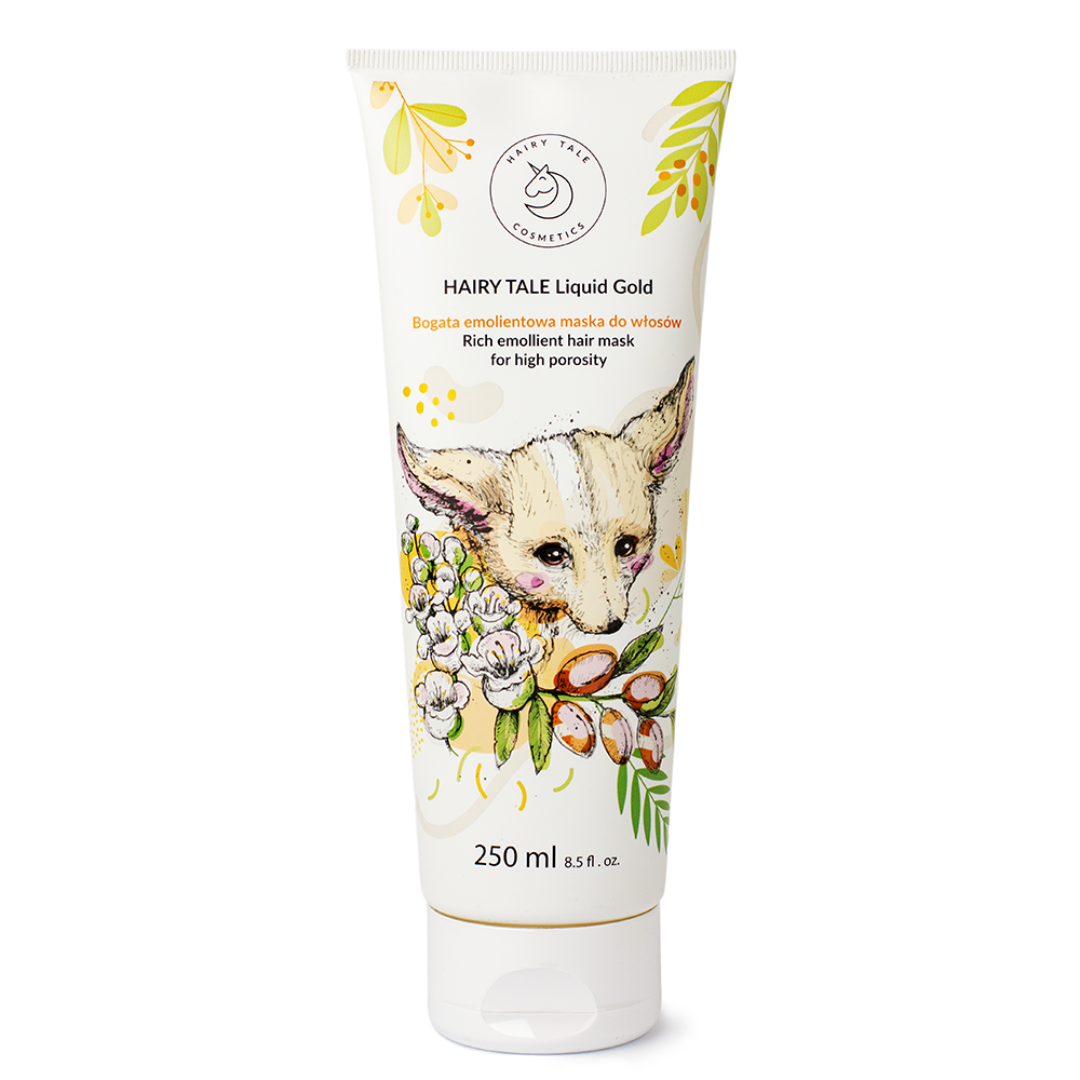 HAIRY TALE
COSMETICS
HAIRY TALE Liquid Gold
Bogata emolientowa maska do włosów
Rich emollient hair mask
for high porosity
250 ml 8.5 fl . oz.